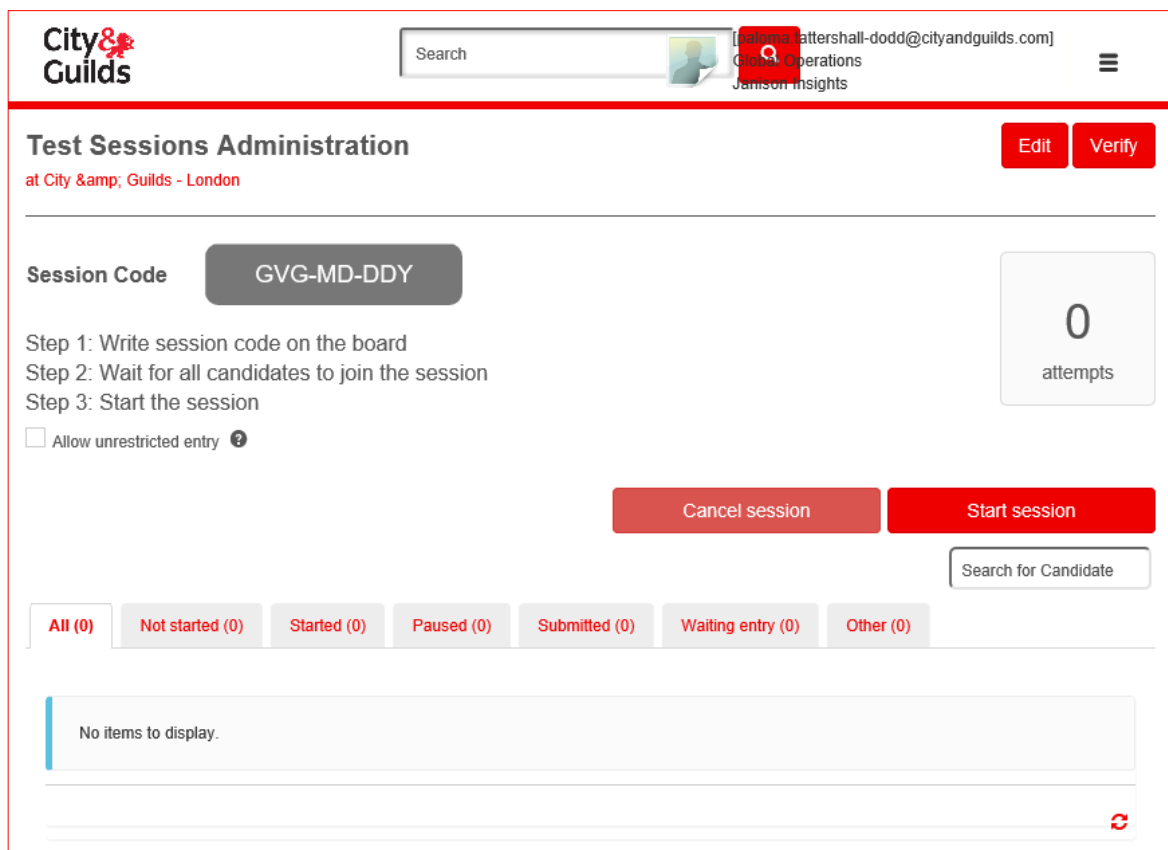 City&
Guilds
Search
[paloma.tattershall-dodd@cityandguilds.com]
Global Operations
Janison Insights
Test Sessions Administration
Edit
Verify
at City &amp; Guilds - London
Session Code
GVG-MD-DDY
0
attempts
Step 1: Write session code on the board
Step 2: Wait for all candidates to join the session
Step 3: Start the session
Allow unrestricted entry ?
Cancel session
Start session
Search for Candidate
All (0)
Not started (0)
Started (0)
Paused (0)
Submitted (0)
Waiting entry (0)
Other (0)
No items to display.